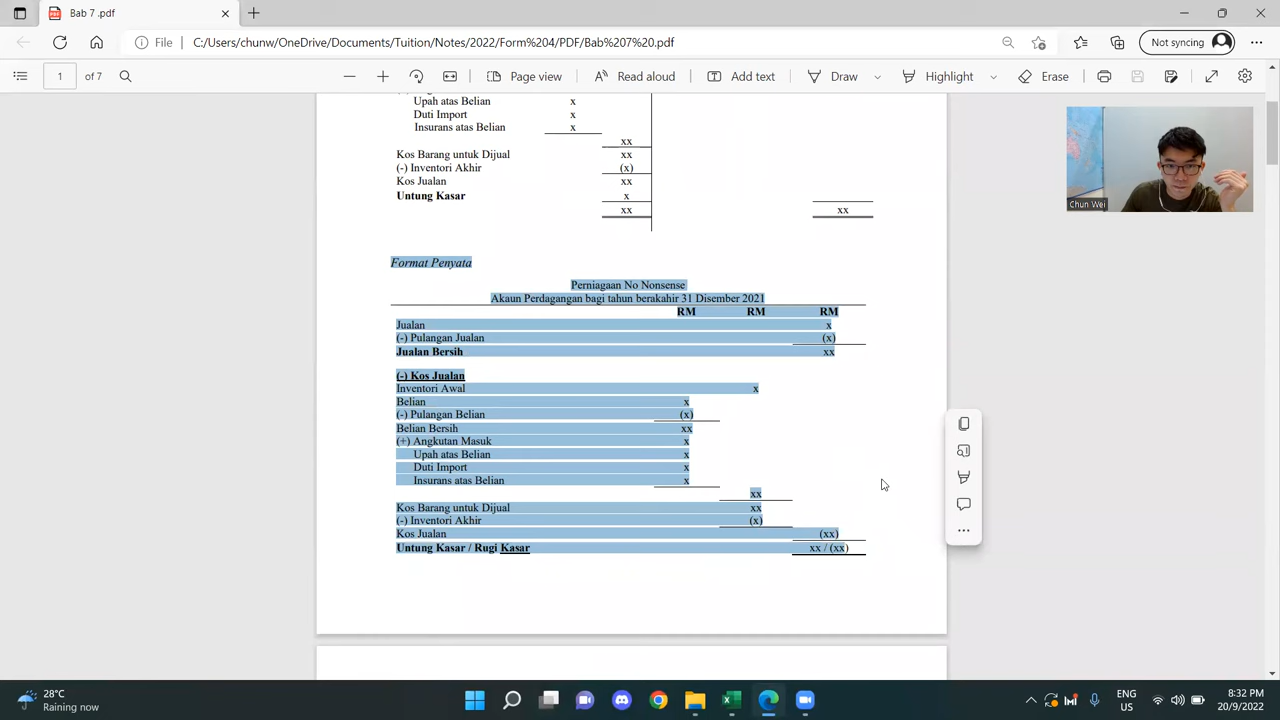 Bab 7 .pdf
File
C:/Users/chunw/OneDrive/Documents/Tuition/Notes/2022/Form%204/PDF/Bab%207%20.pdf
Not syncing
1 of 7
Page view
Read aloud
Add text
Draw
Highlight
Erase
Upah atas Belian x
Duti Import x
Insurans atas Belian x
xx
Kos Barang untuk Dijual xx
(-) Inventori Akhir (x)
Kos Jualan xx
Untung Kasar x
xx xx
Chun Wei
Format Penyata
Perniagaan No Nonsense
Akaun Perdagangan bagi tahun berakahir 31 Disember 2021
RM RM RM
Jualan x
(-) Pulangan Jualan (x)
Jualan Bersih xx
(-) Kos Jualan
Inventori Awal x
Belian x
(-) Pulangan Belian (x)
Belian Bersih xx
(+) Angkutan Masuk x
Upah atas Belian x
Duti Import x
Insurans atas Belian x
xx
Kos Barang untuk Dijual xx
(-) Inventori Akhir (x)
Kos Jualan (xx)
Untung Kasar / Rugi Kasar xx / (xx)
28°C
Raining now
ENG
US
8:32 PM
20/9/2022